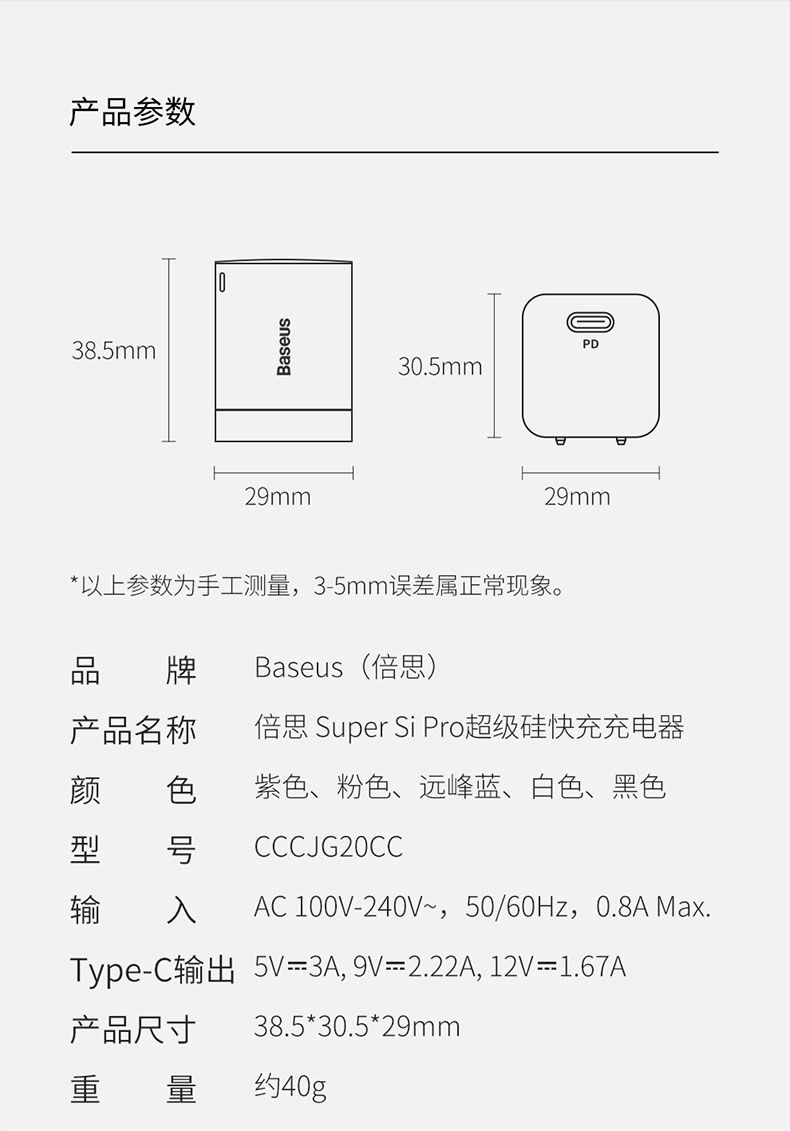 产品参数
38.5mm
Baseus
29mm
30.5mm
PD
29mm
*以上参数为手工测量，3-5mm误差属正常现象。
品 牌 Baseus（倍思）
产品名称 倍思 Super Si Pro超级硅快充充电器
颜 色 紫色、粉色、远峰蓝、白色、黑色
型 号 CCCJG20CC
输 入 AC 100V-240V~，50/60Hz，0.8A Max.
Type-C输出 5V⎓3A, 9V⎓2.22A, 12V⎓1.67A
产品尺寸 38.5*30.5*29mm
重 量 约40g